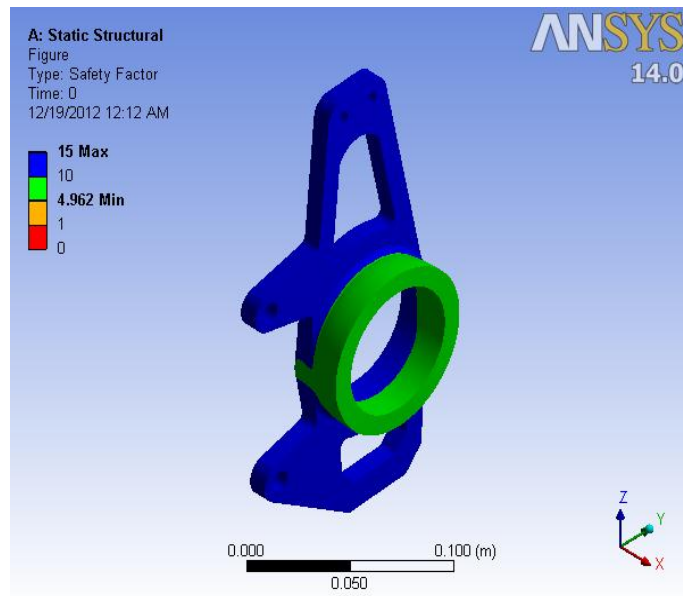 A: Static Structural
Figure
Type: Safety Factor
Time: 0
12/19/2012 12:12 AM
15 Max
10
4.962 Min
1
0
ANSYS
14.0
0.000
0.100 (m)
0.050
Z
Y
X